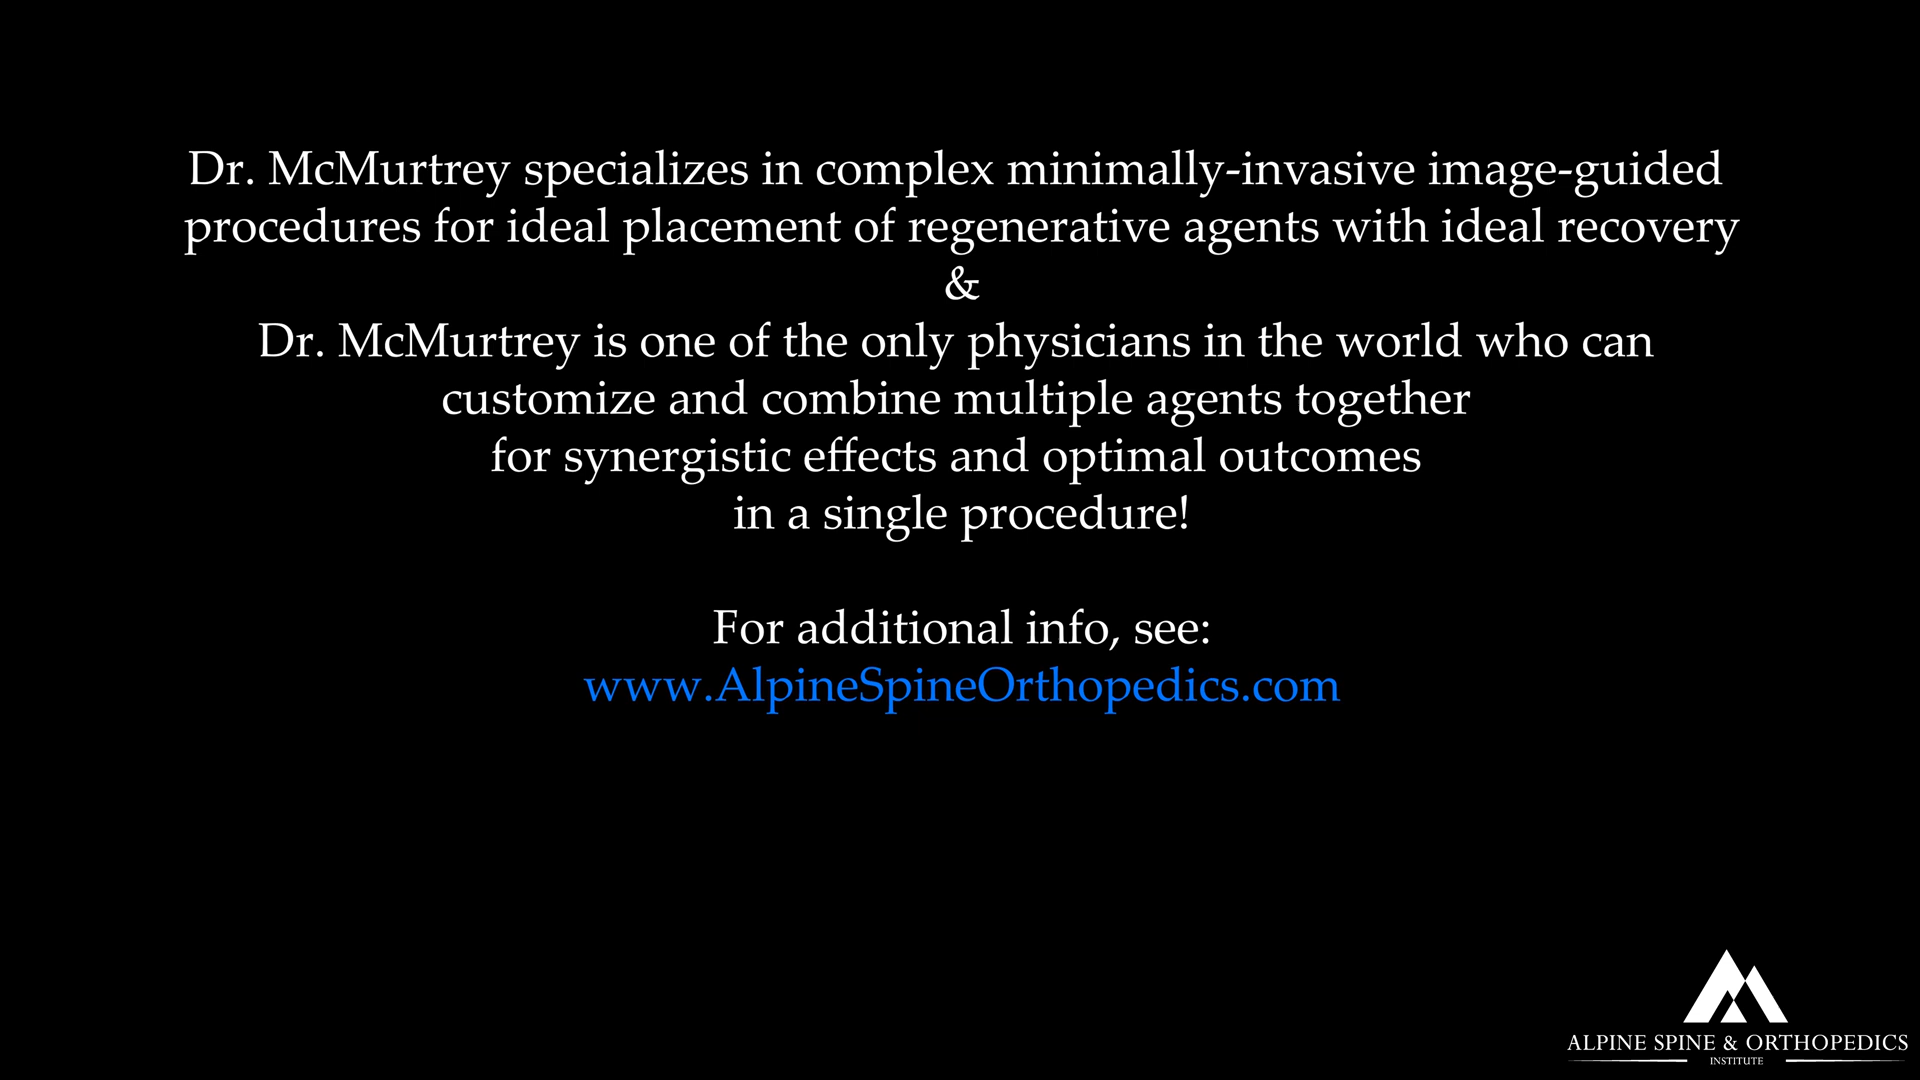 Dr. McMurtrey specializes in complex minimally-invasive image-guided
procedures for ideal placement of regenerative agents with ideal recovery
&
Dr. McMurtrey is one of the only physicians in the world who can
customize and combine multiple agents together
for synergistic effects and optimal outcomes
in a single procedure!
For additional info, see:
www.AlpineSpineOrthopedics.com
ALPINE SPINE & ORTHOPEDICS
INSTITUTE